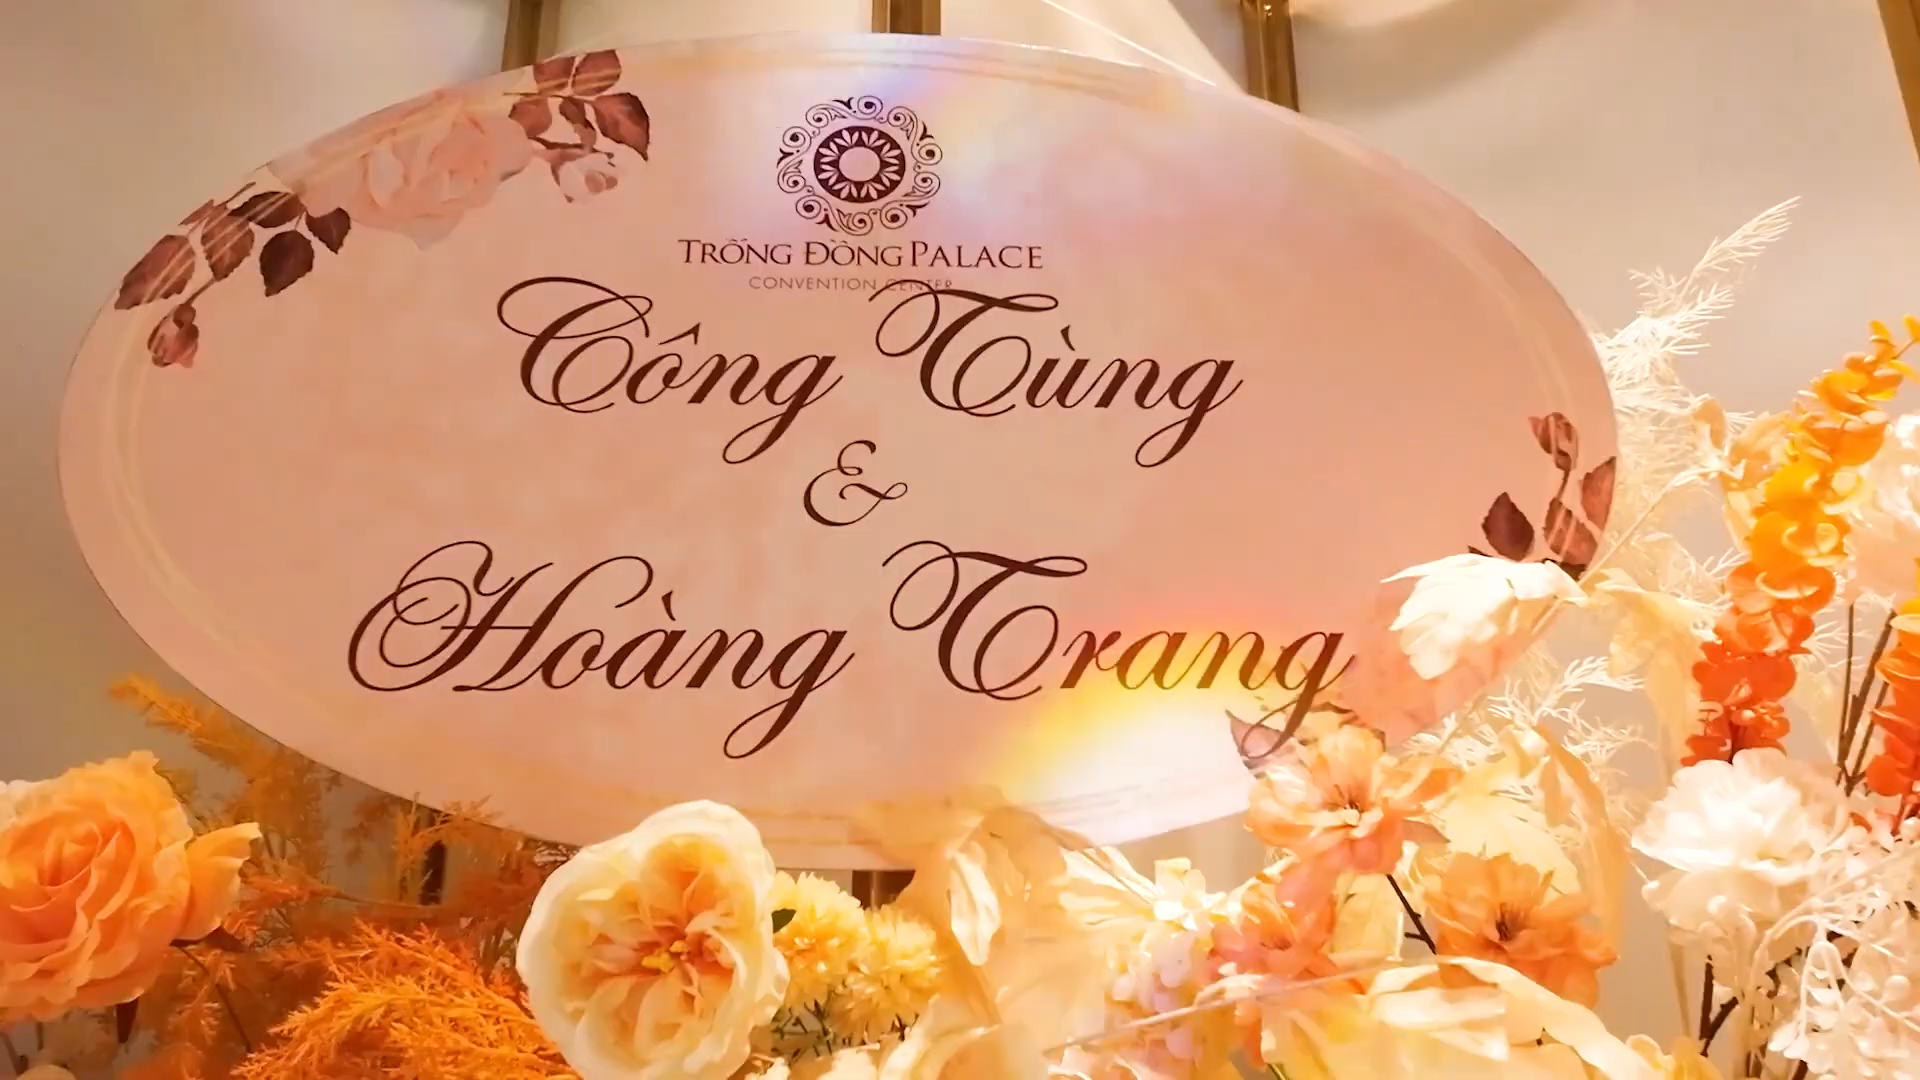 TRỐNG ĐỒNG PALACE
CONVENTION CENTER
Công Tùng
&
Hoàng Trang